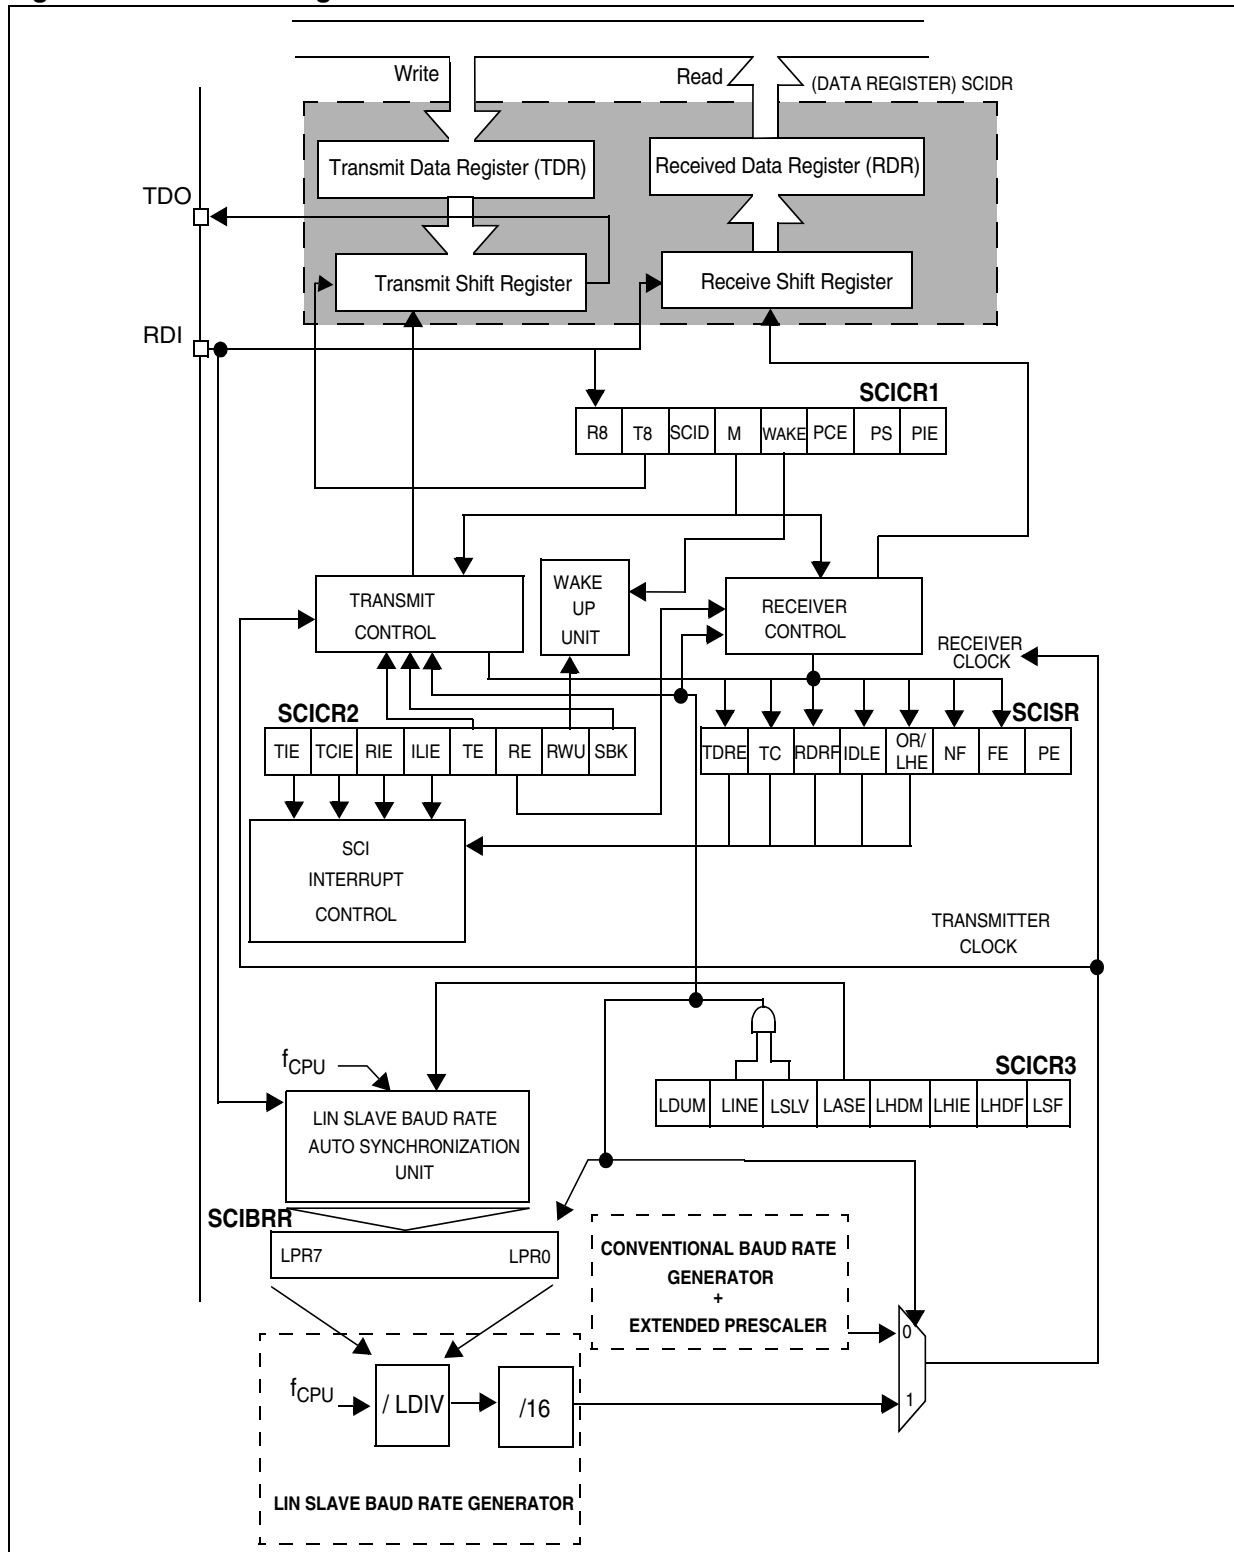 Write
Read
(DATA REGISTER) SCIDR
Transmit Data Register (TDR)
Received Data Register (RDR)
TDO
Transmit Shift Register
Receive Shift Register
RDI
SCICR1
R8 T8 SCID M WAKE PCE PS PIE
TRANSMIT
CONTROL
WAKE
UP
UNIT
RECEIVER
CONTROL
RECEIVER
CLOCK
SCICR2
TIE TCIE RIE ILIE TE RE RWU SBK
SCISR
TDRE TC RDRF IDLE OR/ LHE NF FE PE
SCI
INTERRUPT
CONTROL
TRANSMITTER
CLOCK
fCPU
SCICR3
LDUM LINE LSLV LASE LHDM LHIE LHDF LSF
LIN SLAVE BAUD RATE
AUTO SYNCHRONIZATION
UNIT
SCIBRR
LPR7 LPR0
CONVENTIONAL BAUD RATE
GENERATOR
+
EXTENDED PRESCALER
0
1
fCPU
/ LDIV
/16
LIN SLAVE BAUD RATE GENERATOR